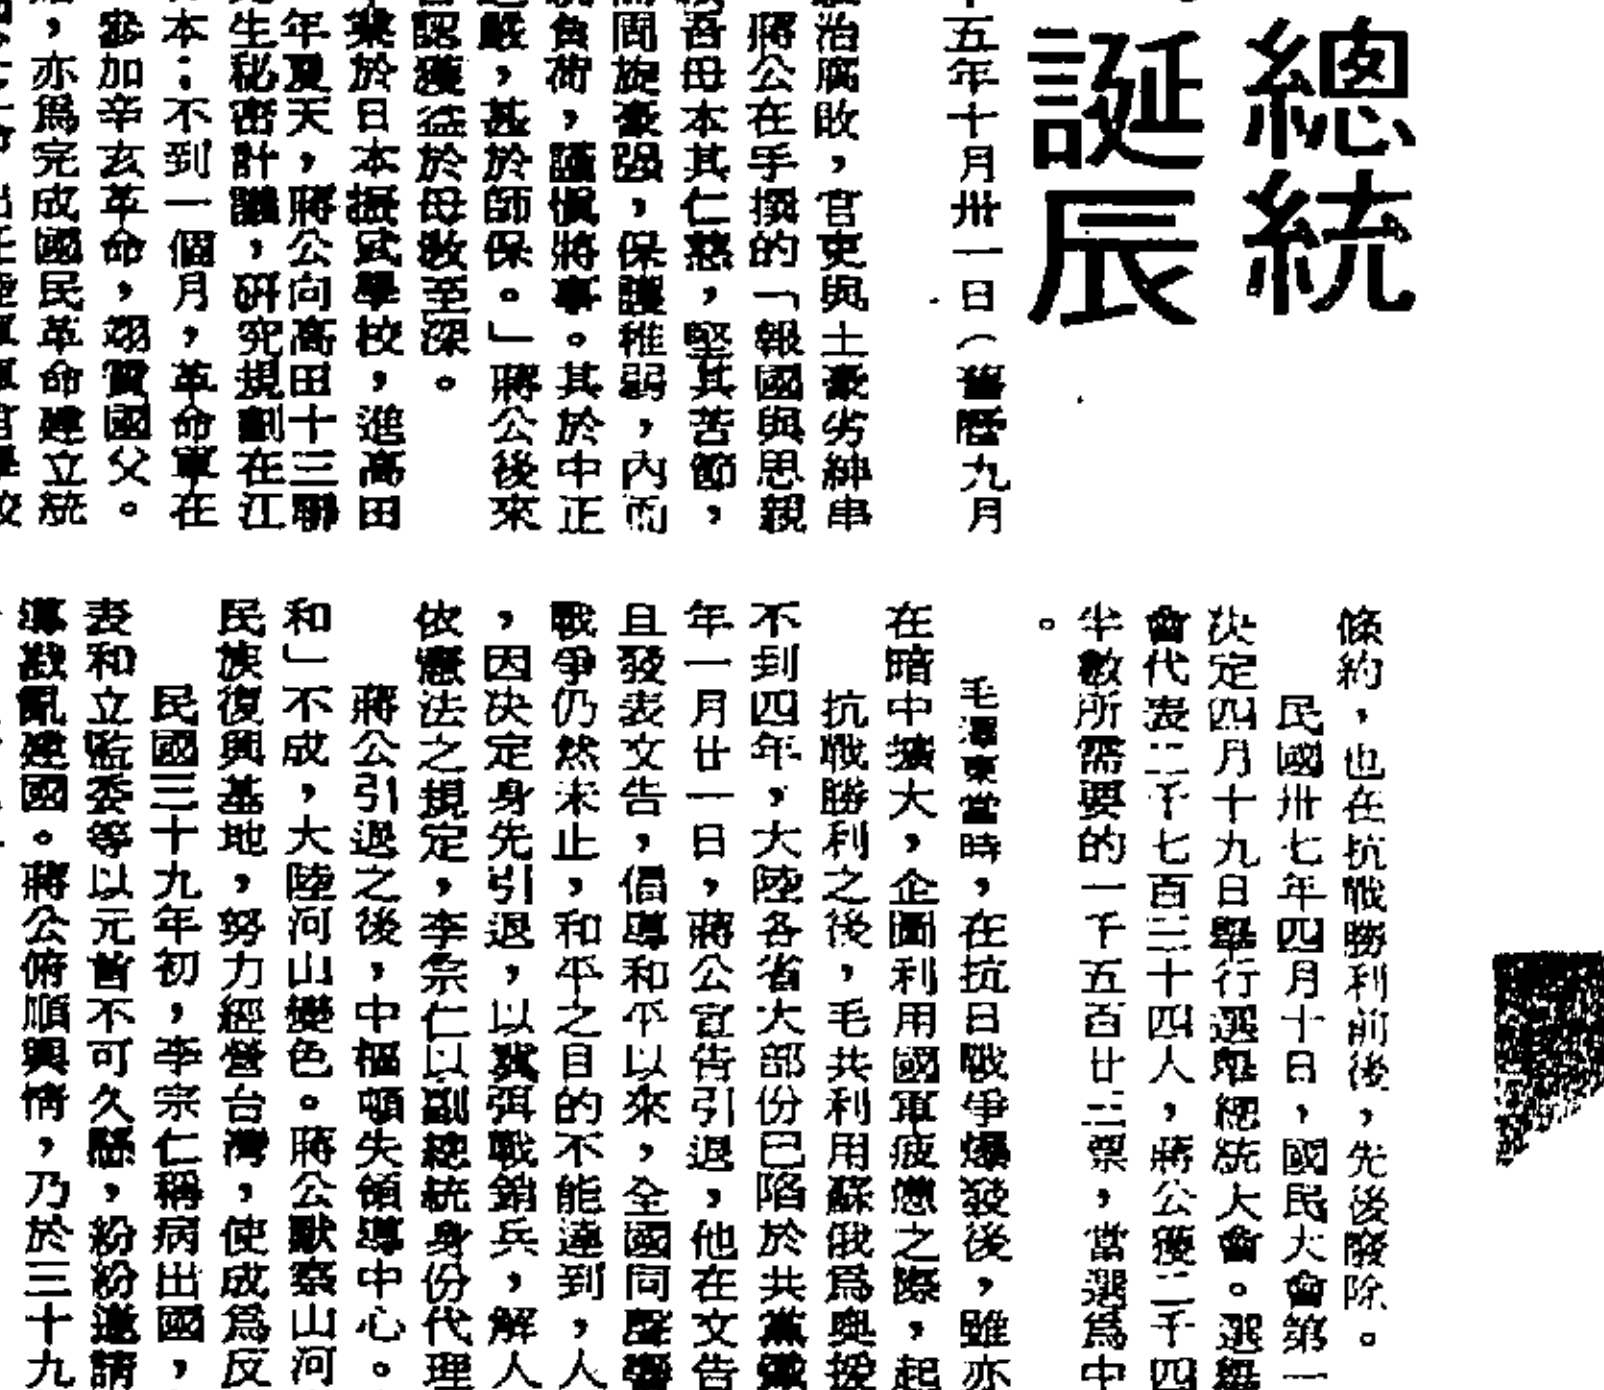 總統
誕辰
五年十月卅一日（舊曆九月
治腐敗，官吏與土豪劣紳串
蔣公在手撰的「報國與思親
吾母本其仁慈，堅其苦節，
周旋豪强，保護稚弱，內而
負荷，謹慎將事。其於中正
嚴，甚於師保。」蔣公後來
認獲益於母教至深。
業於日本振武學校，進高田
年夏天，蔣公向高田十三聯
生秘密計議，研究規劃在江
本；不到一個月，革命軍在
參加辛亥革命，翊贊國父。
，亦爲完成國民革命建立統
條約，也在抗戰勝利前後，先後廢除。
民國卅七年四月十日，國民大會第一
決定四月十九日舉行選舉總統大會。選舉
會代表二千七百三十四人，蔣公獲二千四
半數所需要的一千五百廿三票，當選爲中
。
毛澤東當時，在抗日戰爭爆發後，雖亦
在暗中擴大，企圖利用國軍疲憊之際，起
抗戰勝利之後，毛共利用蘇俄爲奧援
不到四年，大陸各省大部份已陷於共黨
年一月廿一日，蔣公宣告引退，他在文告
且發表文告，倡導和平以來，全國同聲響
戰爭仍然未止，和平之目的不能達到，人
，因決定身先引退，以冀弭戰銷兵，解人
依憲法之規定，李宗仁以副總統身份代理
蔣公引退之後，中樞頓失領導中心。
和」不成，大陸河山變色。蔣公默察山河
民族復興基地，努力經營台灣，使成爲反
民國三十九年初，李宗仁稱病出國，
表和立監委等以元首不可久懸，紛紛邀請
導戡亂建國。蔣公俯順輿情，乃於三十九